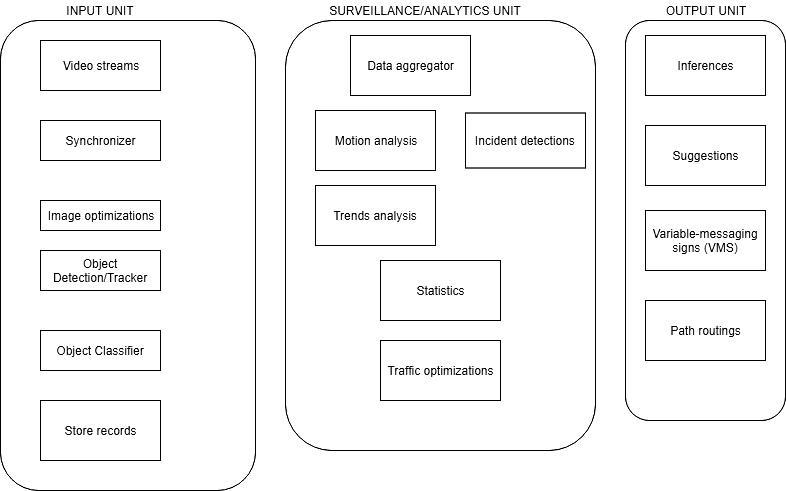 INPUT UNIT
Video streams
Synchronizer
Image optimizations
Object
Detection/Tracker
Object Classifier
Store records
SURVEILLANCE/ANALYTICS UNIT
Data aggregator
Motion analysis
Incident detections
Trends analysis
Statistics
Traffic optimizations
OUTPUT UNIT
Inferences
Suggestions
Variable-messaging
signs (VMS)
Path routings